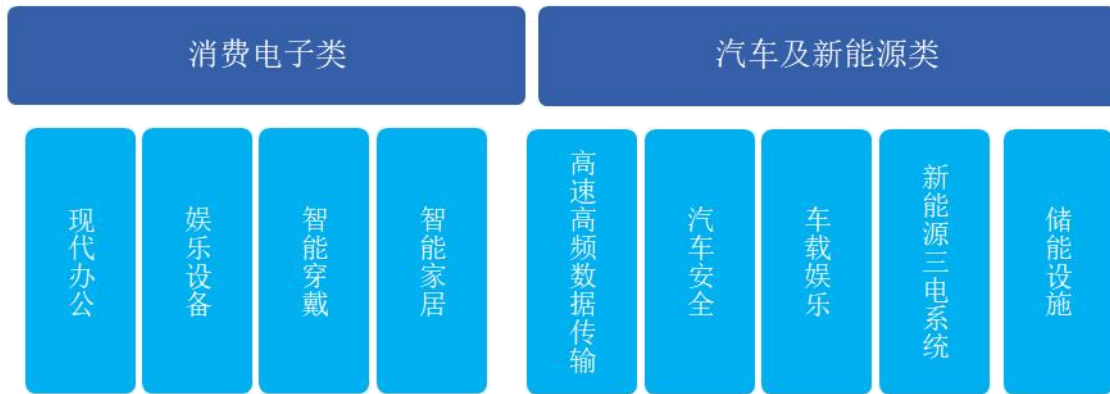 消费电子类
汽车及新能源类
现代办公
娱乐设备
智能穿戴
智能家居
高速高频数据传输
汽车安全
车载娱乐
新能源三电系统
储能设施